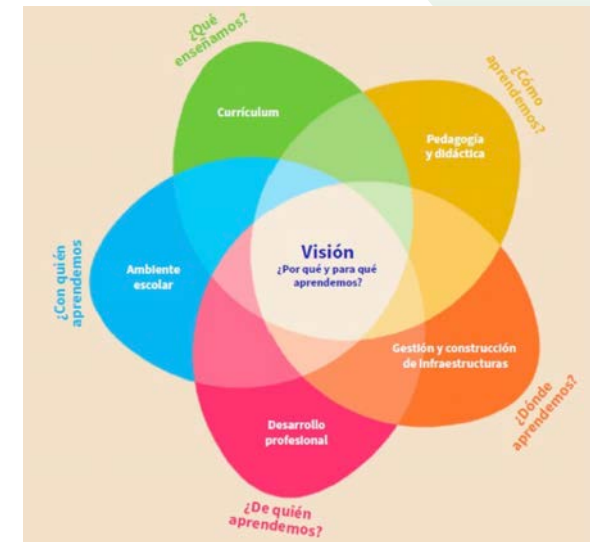 ¿Qué
enseñamos?
¿Cómo
aprendemos?
Currículum
Pedagogía
y didáctica
Visión
¿Por qué y para qué
aprendemos?
¿Con quién
aprendemos
Ambiente
escolar
Gestión y construcción
de infraestructuras
¿Dónde
aprendemos?
Desarrollo
profesional
¿De quién
aprendemos?